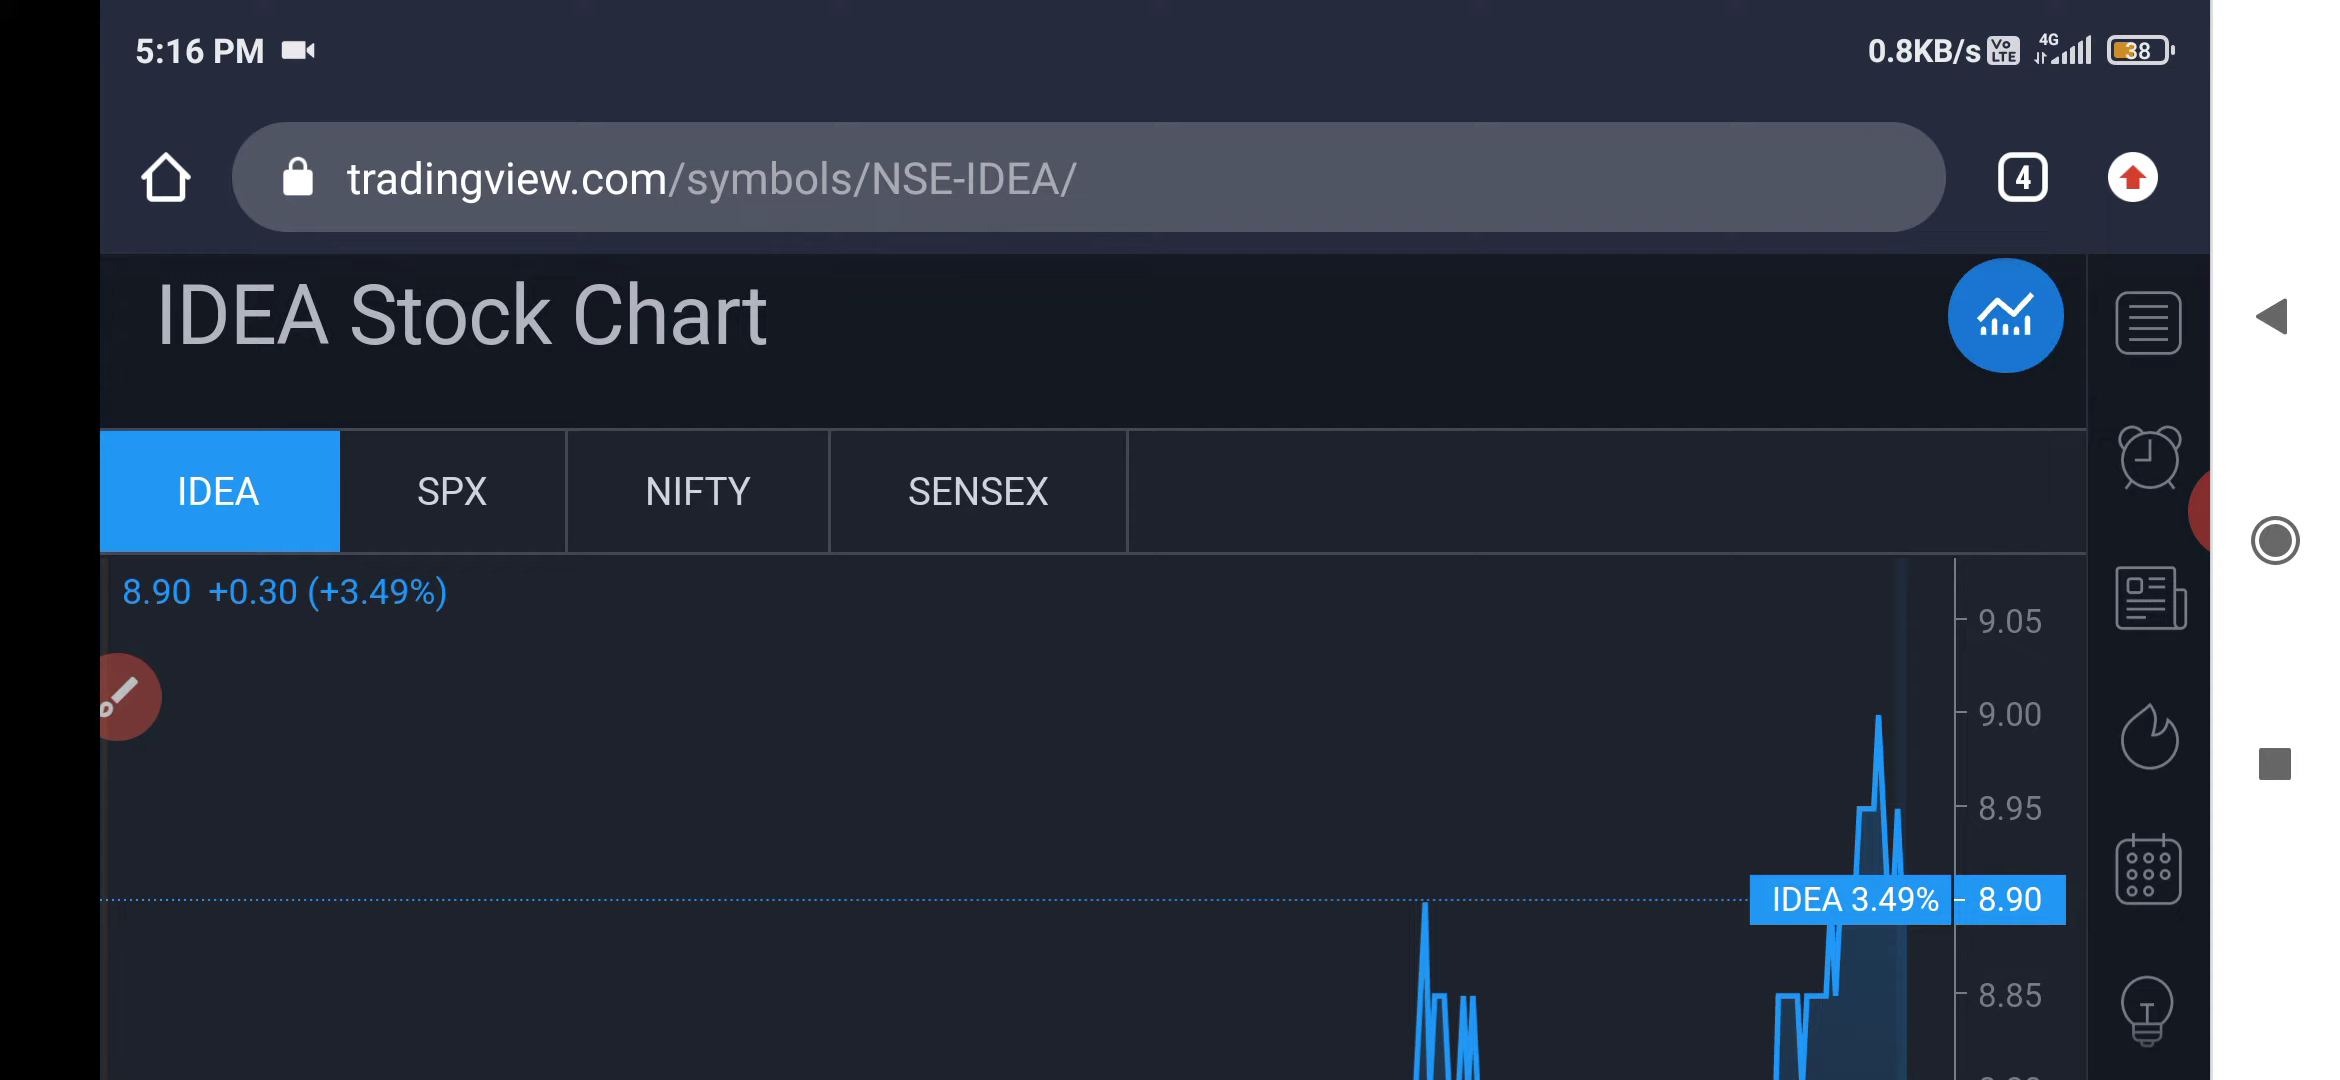 5:16 PM 0.8KB/s Vo LTE 4G 38
tradingview.com/symbols/NSE-IDEA/ 4
IDEA Stock Chart
IDEA SPX NIFTY SENSEX
8.90 +0.30 (+3.49%)
9.05
9.00
8.95
IDEA 3.49% 8.90
8.85